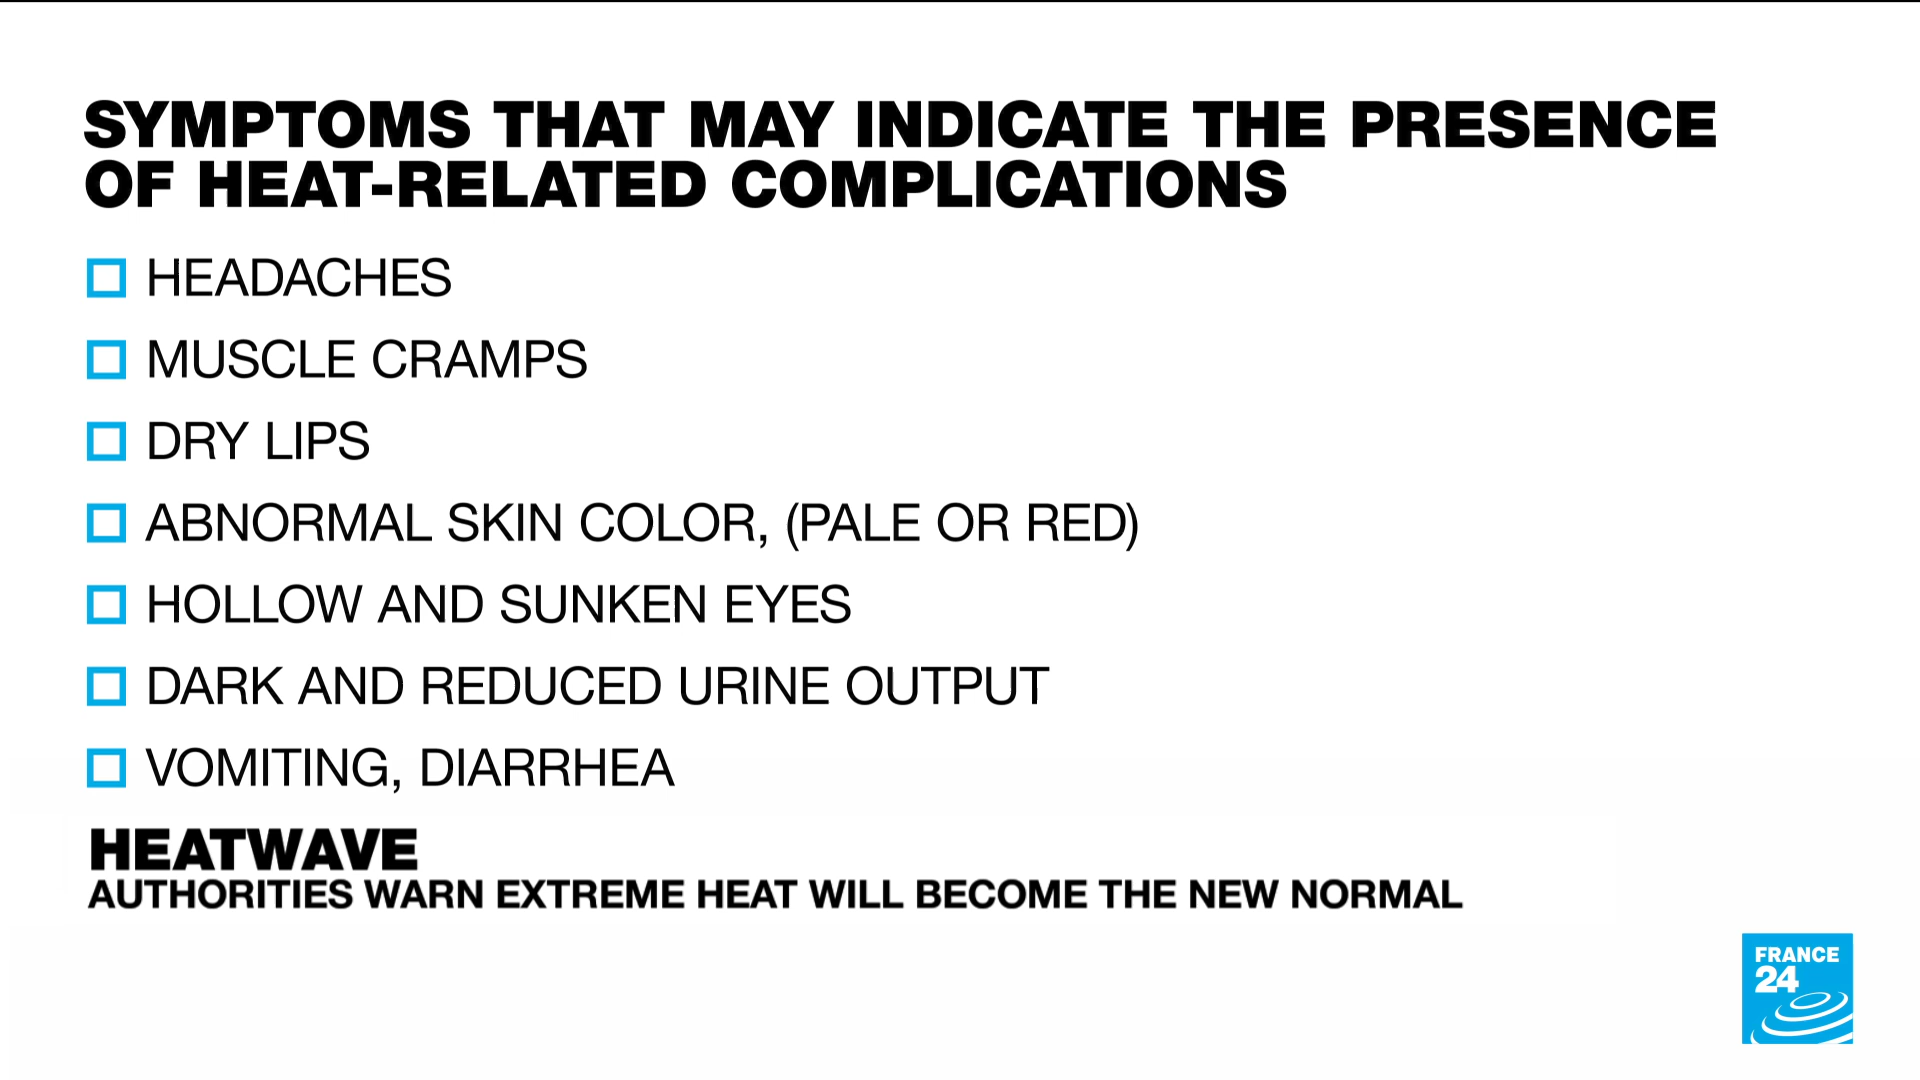 SYMPTOMS THAT MAY INDICATE THE PRESENCE
OF HEAT-RELATED COMPLICATIONS
HEADACHES
MUSCLE CRAMPS
DRY LIPS
ABNORMAL SKIN COLOR, (PALE OR RED)
HOLLOW AND SUNKEN EYES
DARK AND REDUCED URINE OUTPUT
VOMITING, DIARRHEA
HEATWAVE
AUTHORITIES WARN EXTREME HEAT WILL BECOME THE NEW NORMAL
FRANCE
24